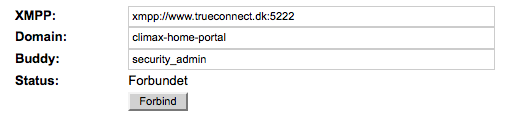 XMPP: xmpp://www.trueconnect.dk:5222
Domain: climax-home-portal
Buddy: security_admin
Status: Forbundet
Forbind